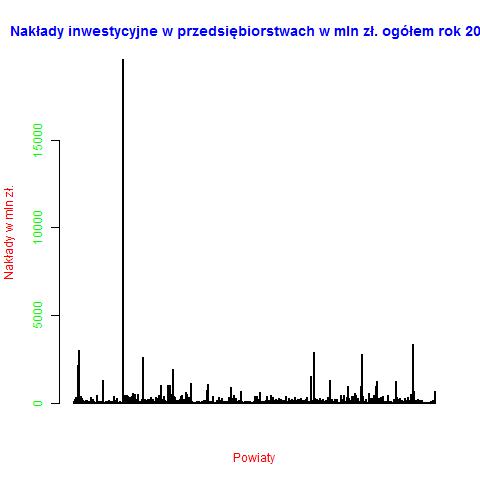 Nakłady inwestycyjne w przedsiębiorstwach w mln zł. ogółem rok 20
15000
10000
5000
0
Nakłady w mln zł.
Powiaty